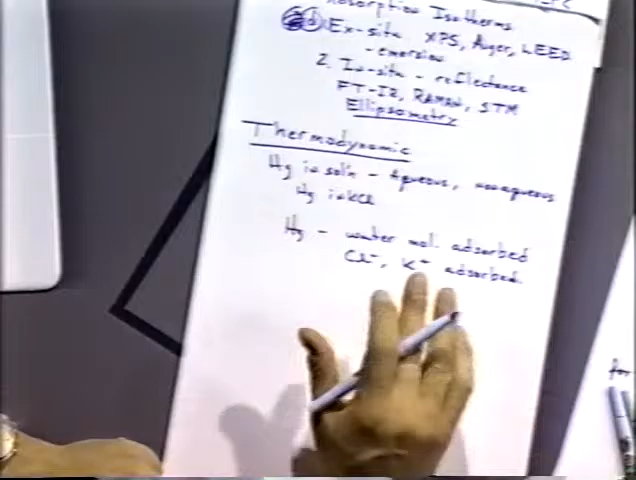 Adsorption Isotherms
Ex-situ XPS, Auger, LEED
- emersion
2. In-situ - reflectance
FT-IR, RAMAN, STM
Ellipsometry
Thermodynamic
Hg in soln - Aqueous, nonaqueous
Hg in KCl
Hg - water mol. adsorbed
Cl⁻, K⁺ adsorbed
for